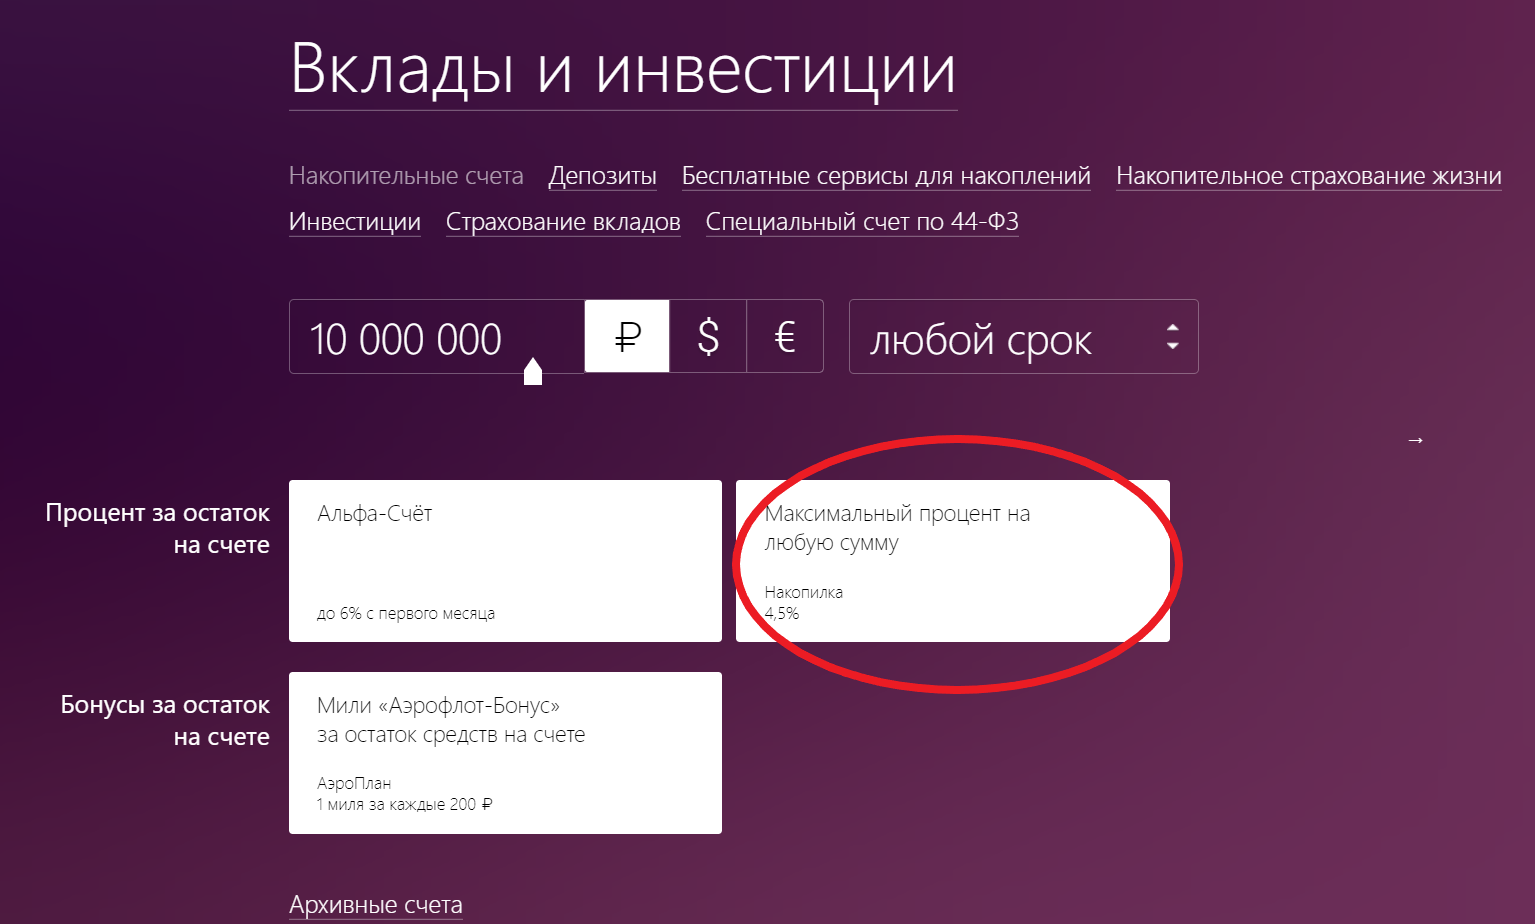 Вклады и инвестиции
Накопительные счета Депозиты Бесплатные сервисы для накоплений Накопительное страхование жизни
Инвестиции Страхование вкладов Специальный счет по 44-ФЗ
10 000 000 ₽ $ € любой срок
→
Процент за остаток
на счете
Альфа-Счёт
до 6% с первого месяца
Максимальный процент на
любую сумму
Накопилка
4,5%
Бонусы за остаток
на счете
Мили «Аэрофлот-Бонус»
за остаток средств на счете
АэроПлан
1 миля за каждые 200 ₽
Архивные счета